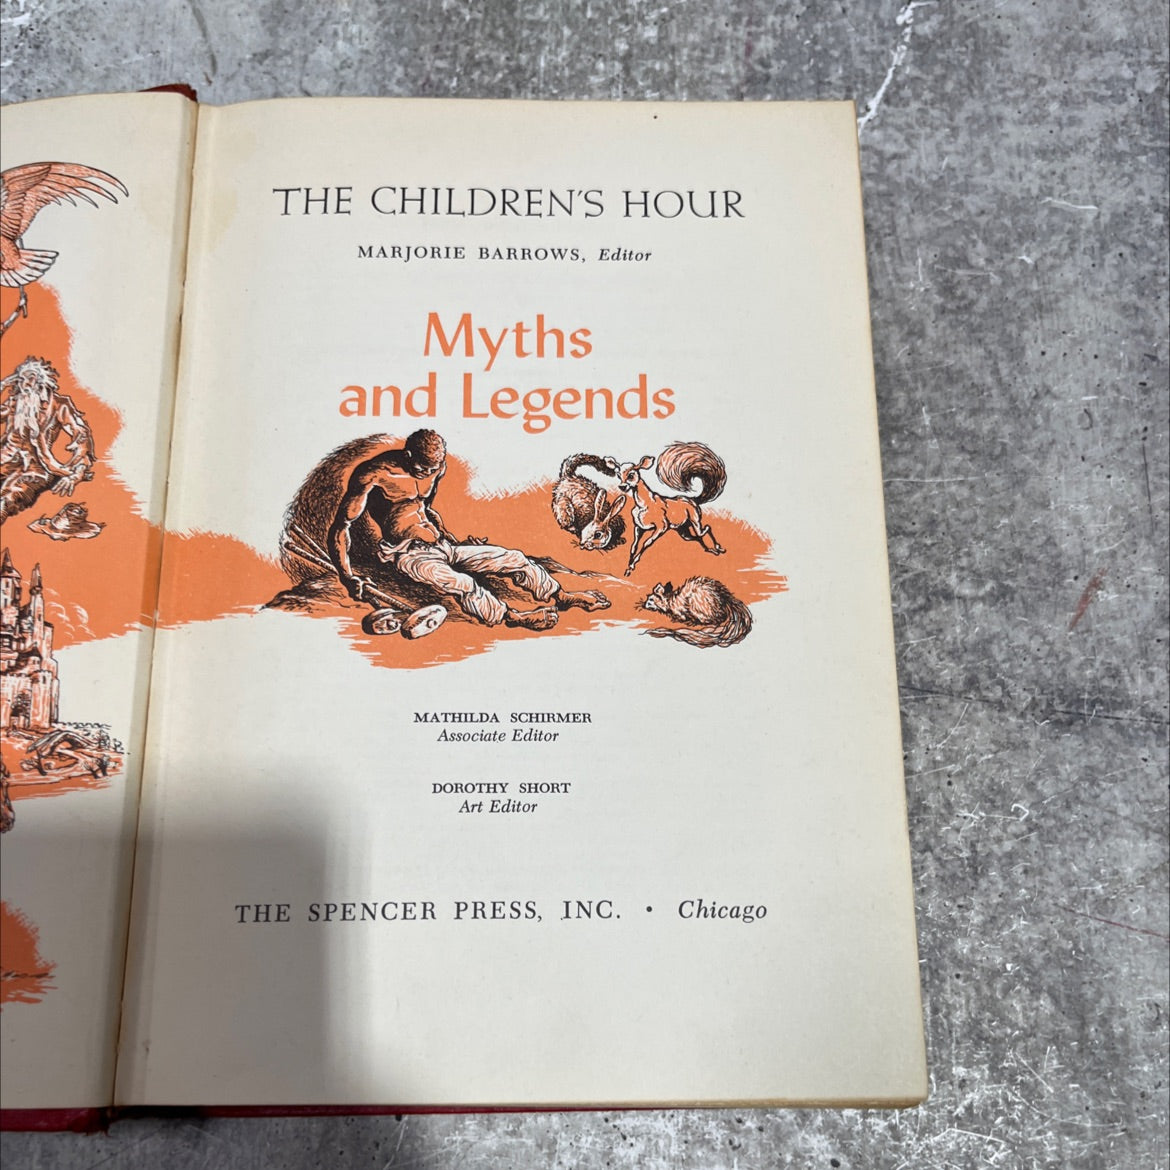 THE CHILDREN'S HOUR
MARJORIE BARROWS, Editor
Myths
and Legends
MATHILDA SCHIRMER
Associate Editor
DOROTHY SHORT
Art Editor
THE SPENCER PRESS, INC. • Chicago